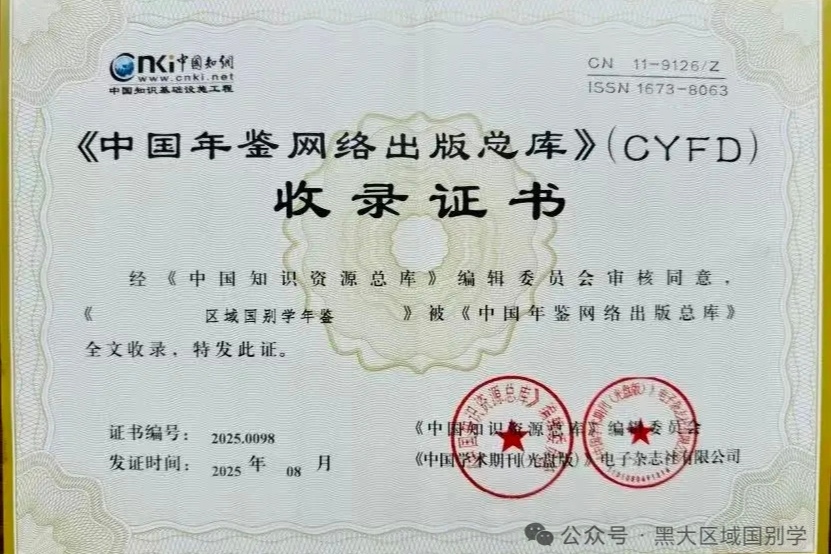 cnki中国知网
www.cnki.net
中国知识基础设施工程
CN 11-9126/Z
ISSN 1673-8063
《中国年鉴网络出版总库》(CYFD)
收录证书
经《中国知识资源总库》编辑委员会审核同意，
《 区域国别学年鉴 》被《中国年鉴网络出版总库》
全文收录，特发此证。
证书编号： 2025.0098
《中国知识资源总库》编辑委员会
发证时间： 2025 年 08 月
《中国学术期刊(光盘版)》电子杂志社有限公司
公众号 · 黑大区域国别学